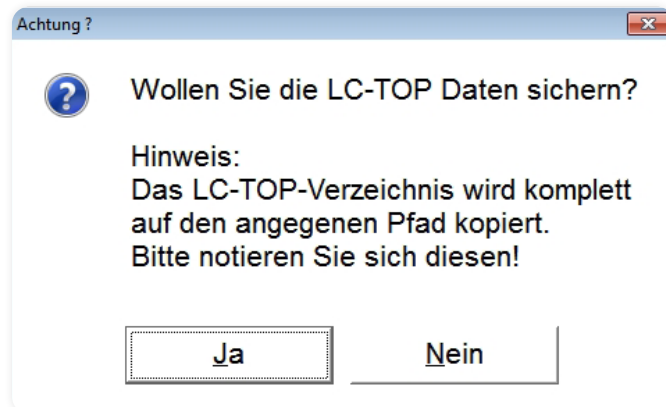 Achtung ?
Wollen Sie die LC-TOP Daten sichern?
Hinweis:
Das LC-TOP-Verzeichnis wird komplett
auf den angegenen Pfad kopiert.
Bitte notieren Sie sich diesen!
Ja
Nein